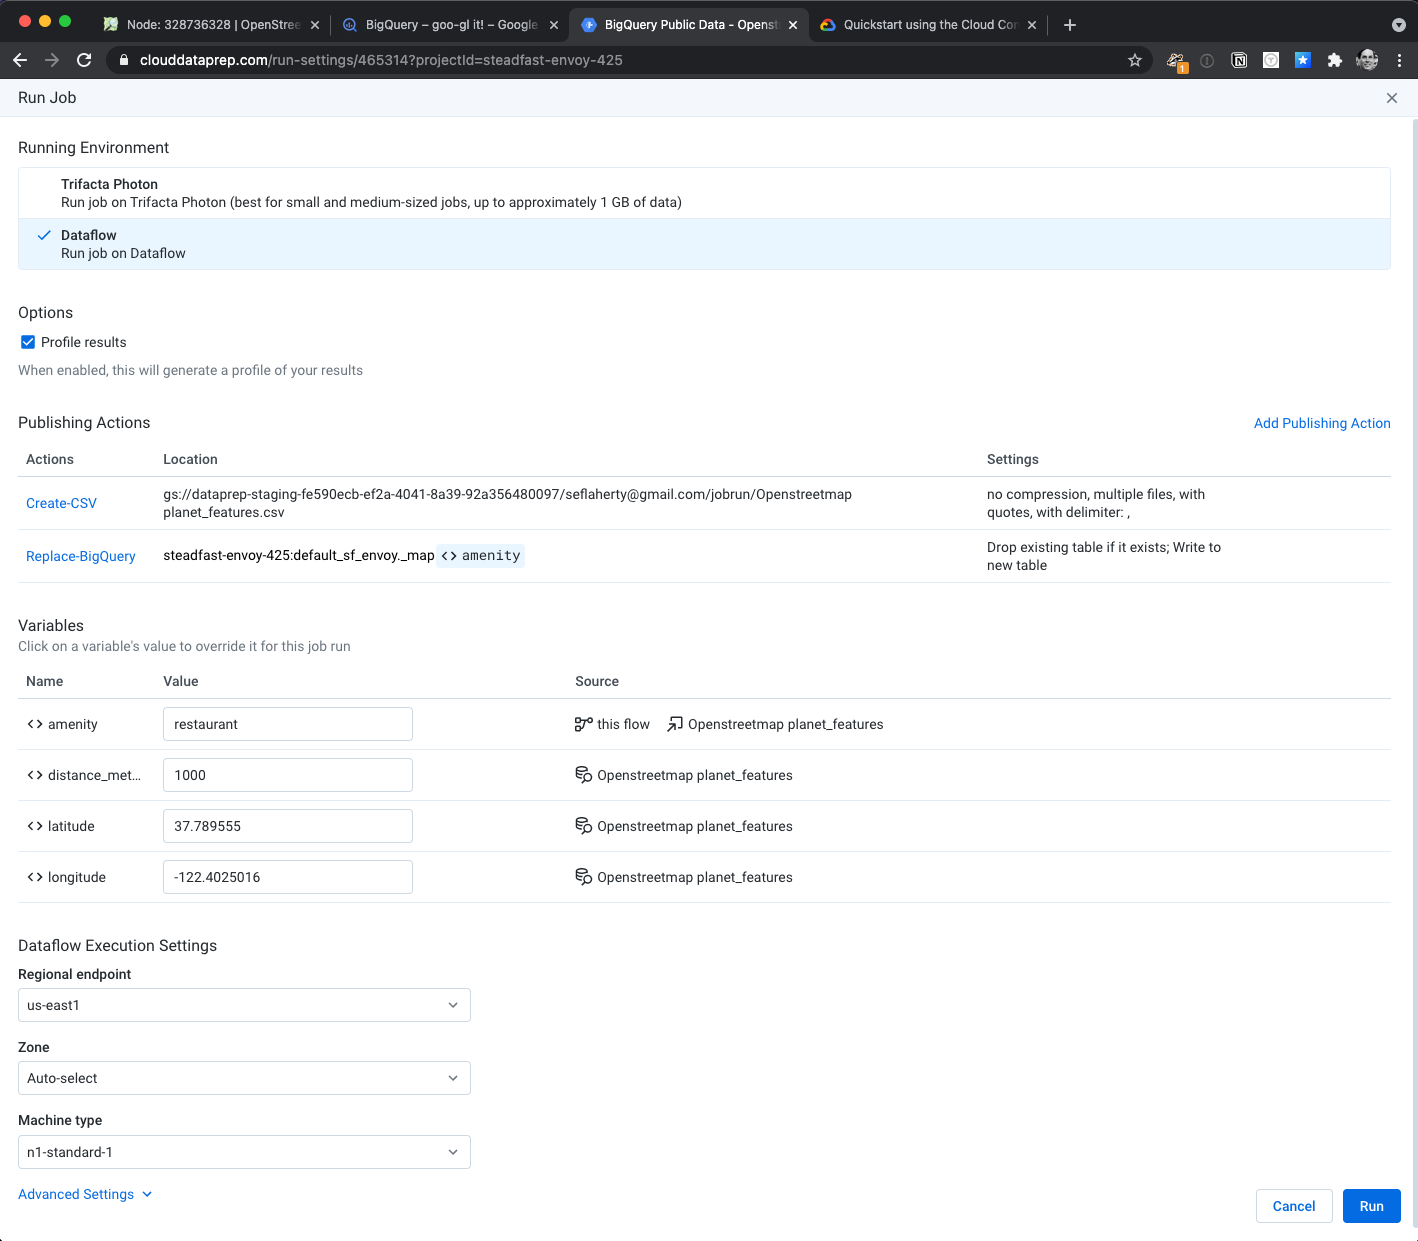 Node: 328736328 | OpenStree
BigQuery – goo-gl it! – Google
BigQuery Public Data - Openst
Quickstart using the Cloud Con
clouddataprep.com/run-settings/465314?projectId=steadfast-envoy-425
1
Run Job
Running Environment
Trifacta Photon
Run job on Trifacta Photon (best for small and medium-sized jobs, up to approximately 1 GB of data)
Dataflow
Run job on Dataflow
Options
Profile results
When enabled, this will generate a profile of your results
Publishing Actions
Add Publishing Action
Actions Location Settings
Create-CSV
gs://dataprep-staging-fe590ecb-ef2a-4041-8a39-92a356480097/seflaherty@gmail.com/jobrun/Openstreetmap
planet_features.csv
no compression, multiple files, with
quotes, with delimiter: ,
Replace-BigQuery
steadfast-envoy-425:default_sf_envoy._map <> amenity
Drop existing table if it exists; Write to
new table
Variables
Click on a variable's value to override it for this job run
Name Value Source
<> amenity restaurant this flow Openstreetmap planet_features
<> distance_met... 1000 Openstreetmap planet_features
<> latitude 37.789555 Openstreetmap planet_features
<> longitude -122.4025016 Openstreetmap planet_features
Dataflow Execution Settings
Regional endpoint
us-east1
Zone
Auto-select
Machine type
n1-standard-1
Advanced Settings
Cancel
Run